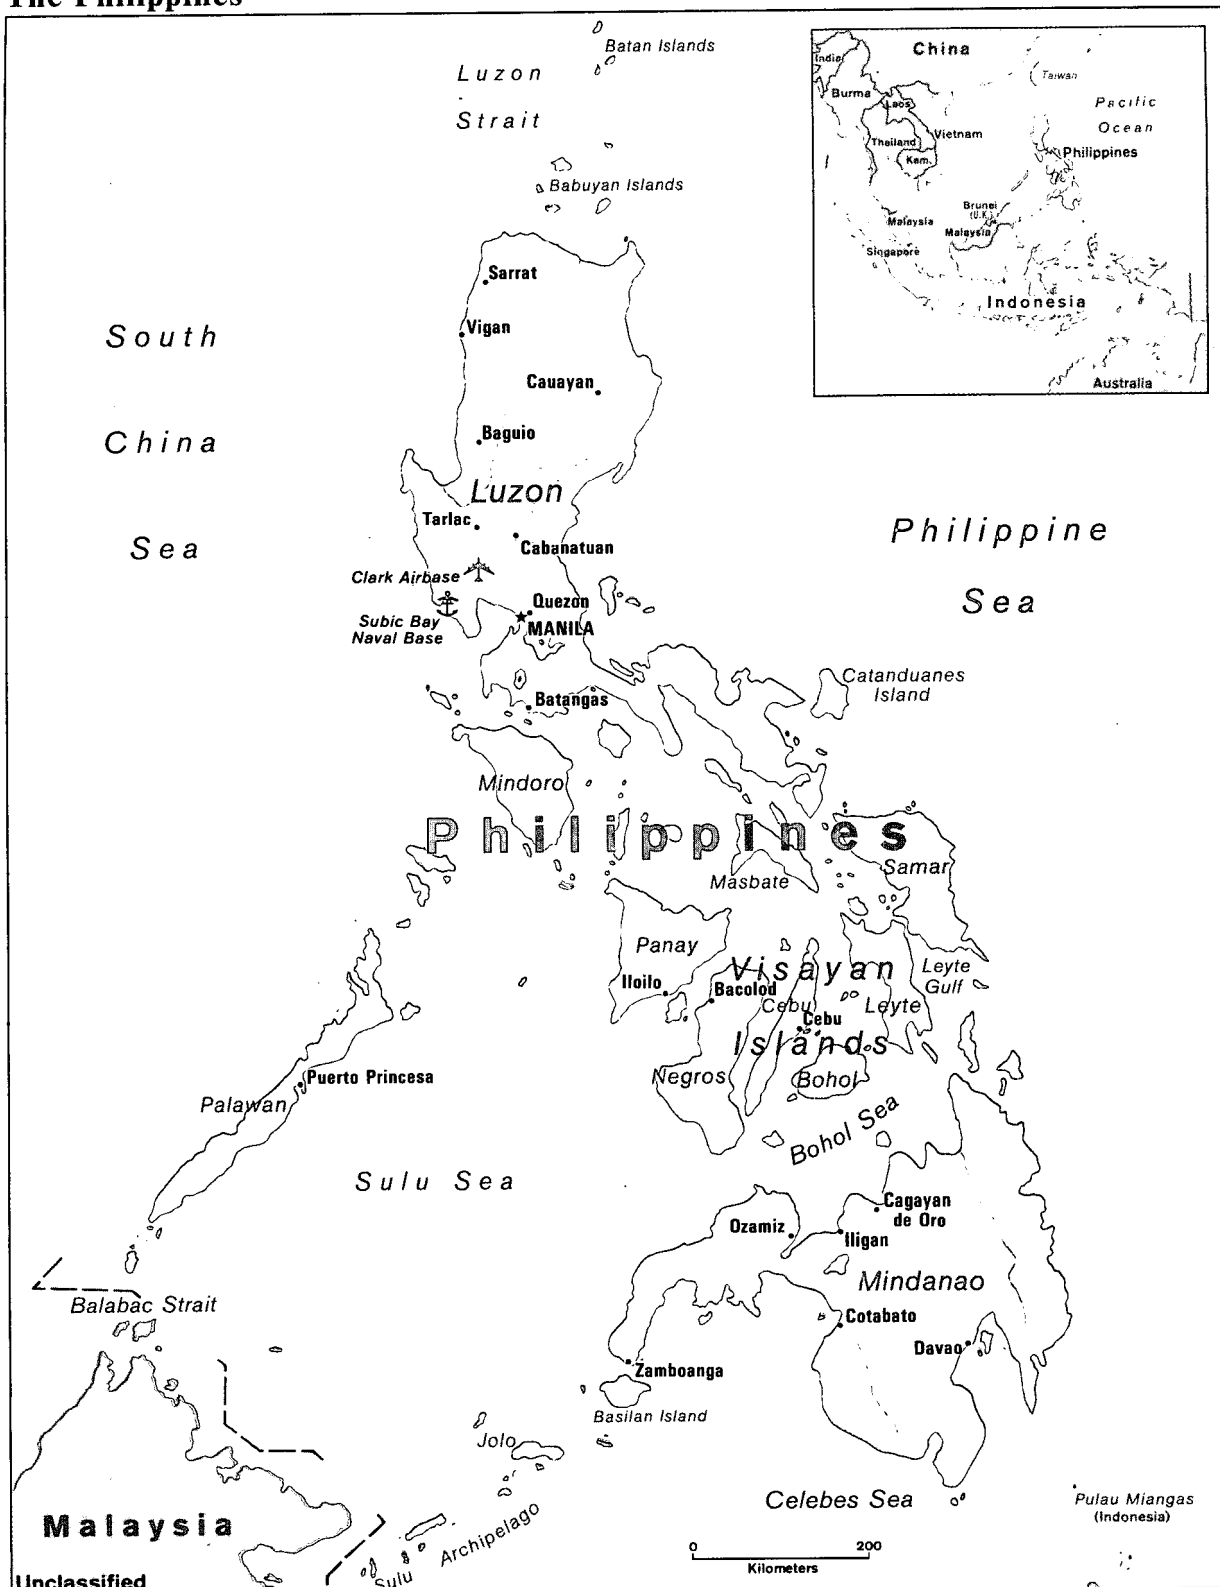 The Philippines
Batan Islands
Luzon
Strait
Babuyan Islands
China
India
Taiwan
Burma
Laos
Pacific
Ocean
Vietnam
Thailand
Philippines
Kam.
Brunei
(U.K.)
Malaysia
Malaysia
Singapore
Indonesia
Australia
Sarrat
South
Vigan
Cauayan
China
Baguio
Luzon
Tarlac
Philippine
Sea
Cabanatuan
Clark Airbase
Sea
Quezon
Subic Bay
Naval Base
MANILA
Catanduanes
Island
Batangas
Mindoro
Philippines
Samar
Masbate
Panay
Visayan
Leyte
Gulf
Iloilo
Bacolod
Cebu
Leyte
Cebu
Islands
Negros
Bohol
Puerto Princesa
Palawan
Bohol Sea
Sulu Sea
Cagayan
de Oro
Ozamiz
Iligan
Mindanao
Balabac Strait
Cotabato
Davao
Zamboanga
Basilan Island
Jolo
Celebes Sea
Pulau Miangas
(Indonesia)
Malaysia
Sulu Archipelago
0 200
Kilometers
Unclassified